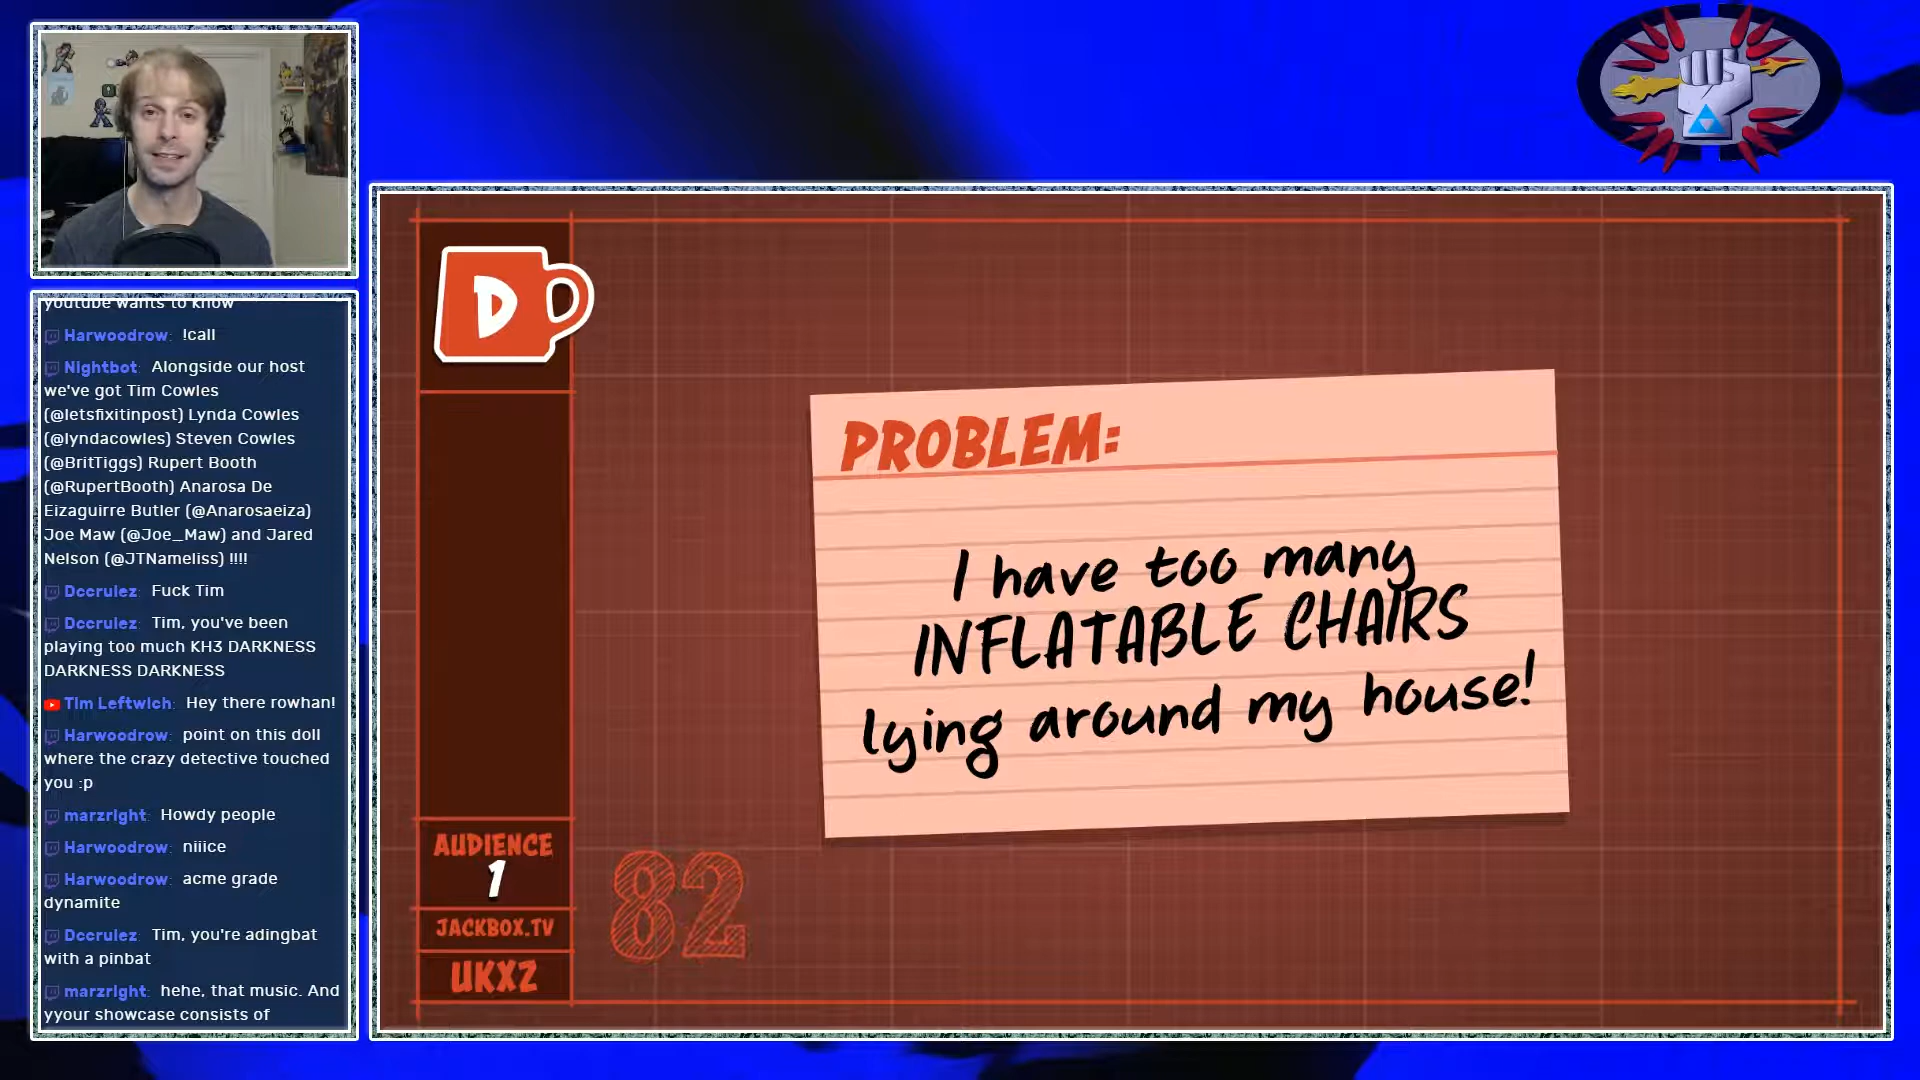 youtube wants to know
Harwoodrow: !call
Nightbot: Alongside our host
we've got Tim Cowles
(@letsfixitinpost) Lynda Cowles
(@lyndacowles) Steven Cowles
(@BritTiggs) Rupert Booth
(@RupertBooth) Anarosa De
Eizaguirre Butler (@Anarosaeiza)
Joe Maw (@Joe_Maw) and Jared
Nelson (@JTNameliss) !!!!
Dccrulez: Fuck Tim
Dccrulez: Tim, you've been
playing too much KH3 DARKNESS
DARKNESS DARKNESS
Tim Leftwich: Hey there rowhan!
Harwoodrow: point on this doll
where the crazy detective touched
you :p
marzright: Howdy people
Harwoodrow: niiice
Harwoodrow: acme grade
dynamite
Dccrulez: Tim, you're adingbat
with a pinbat
marzright: hehe, that music. And
yyour showcase consists of
D
AUDIENCE
1
JACKBOX.TV
UKXZ
82
PROBLEM:
I have too many
INFLATABLE CHAIRS
lying around my house!